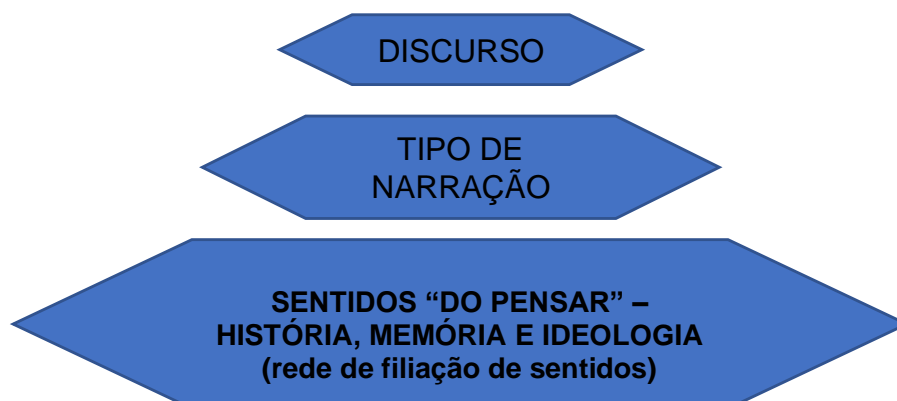 DISCURSO
TIPO DE
NARRAÇÃO
SENTIDOS “DO PENSAR” –
HISTÓRIA, MEMÓRIA E IDEOLOGIA
(rede de filiação de sentidos)